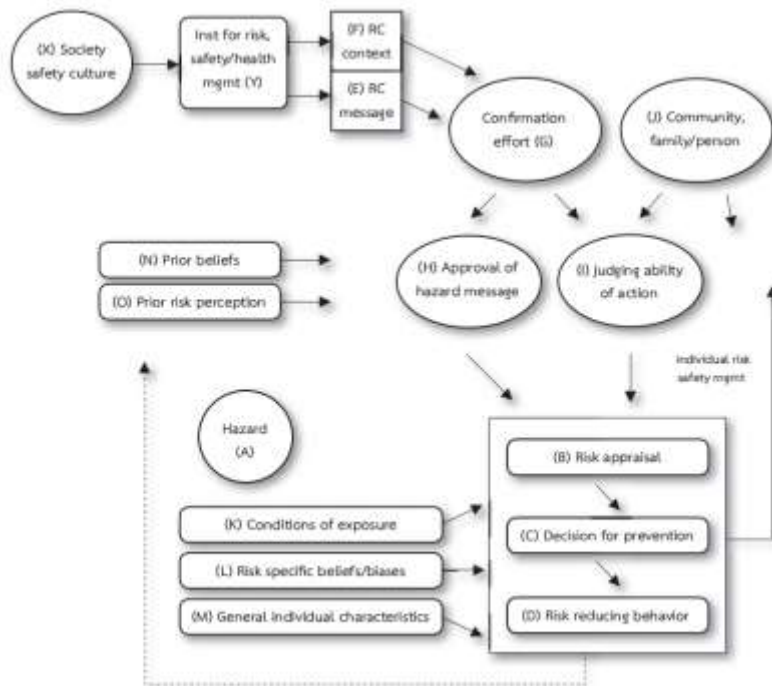 (X) Society
safety culture
Inst for risk,
safety/health
mgmt (Y)
(F) RC
context
(E) RC
message
Confirmation
effort (G)
(J) Community,
family/person
(N) Prior beliefs
(O) Prior risk perception
(H) Approval of
hazard message
(I) Judging ability
of action
individual risk
safety mgmt
Hazard
(A)
(B) Risk appraisal
(K) Conditions of exposure
(C) Decision for prevention
(L) Risk specific beliefs/biases
(M) General individual characteristics
(D) Risk reducing behavior